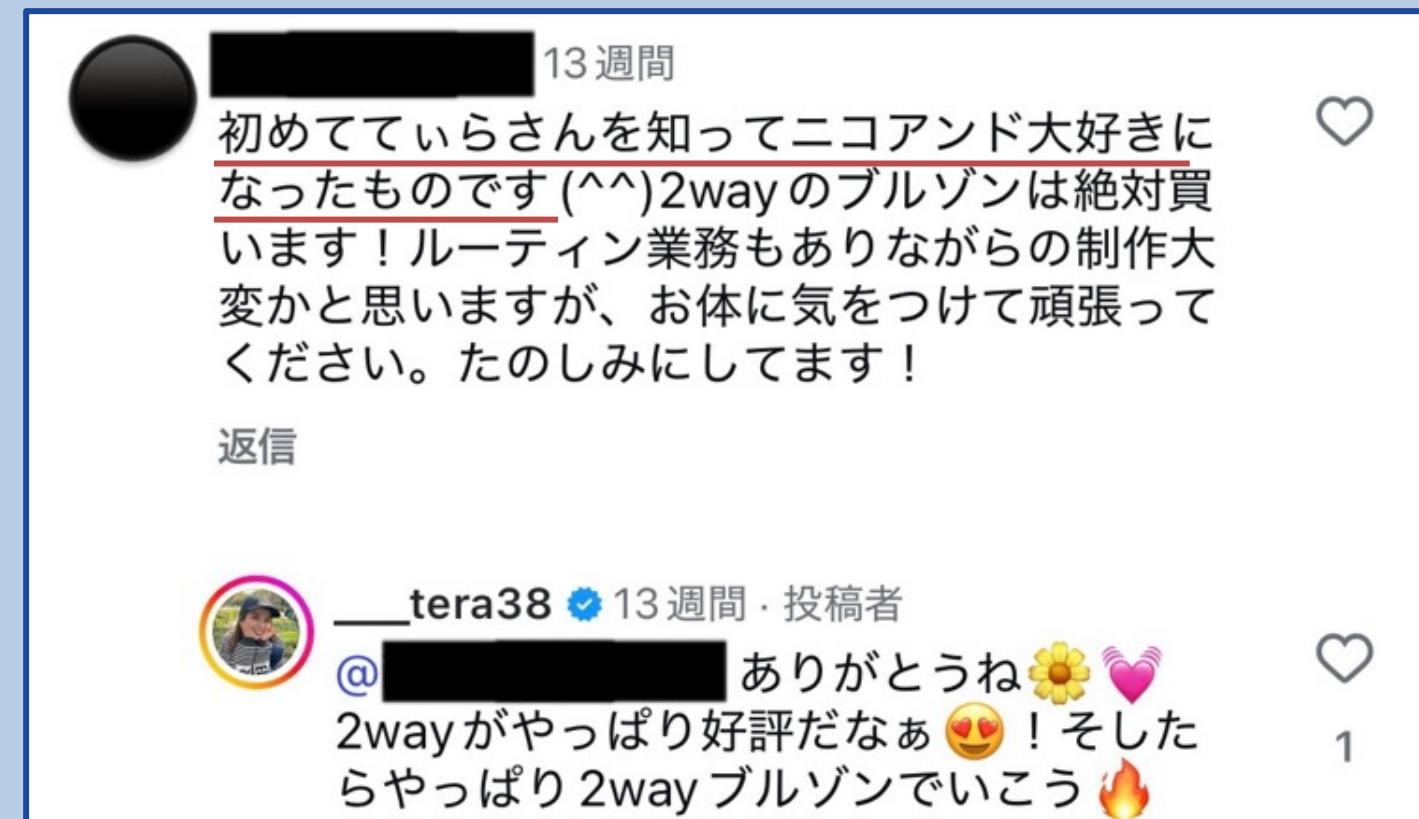 13週間
初めててぃらさんを知ってニコアンド大好きに
なったものです(^^)2wayのブルゾンは絶対買
います！ルーティン業務もありながらの制作大
変かと思いますが、お体に気をつけて頑張って
ください。たのしみにしてます！
返信
___tera38 13週間・投稿者
@ ありがとうね🌼💓
2wayがやっぱり好評だなぁ😍！そした
1
らやっぱり2wayブルゾンでいこう🔥